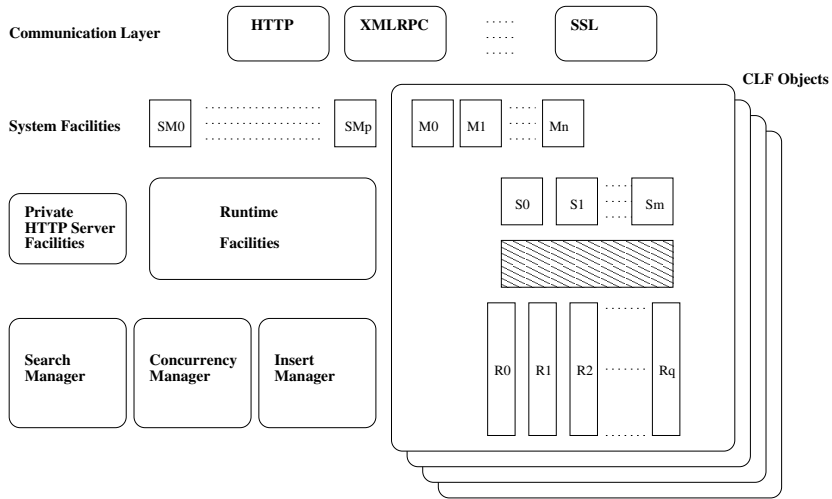 Communication Layer
HTTP
XMLRPC
SSL
CLF Objects
System Facilities
SM0
SMp
M0
M1
Mn
S0
S1
Sm
Private
HTTP Server
Facilities
Runtime
Facilities
Search
Manager
Concurrency
Manager
Insert
Manager
R0
R1
R2
Rq